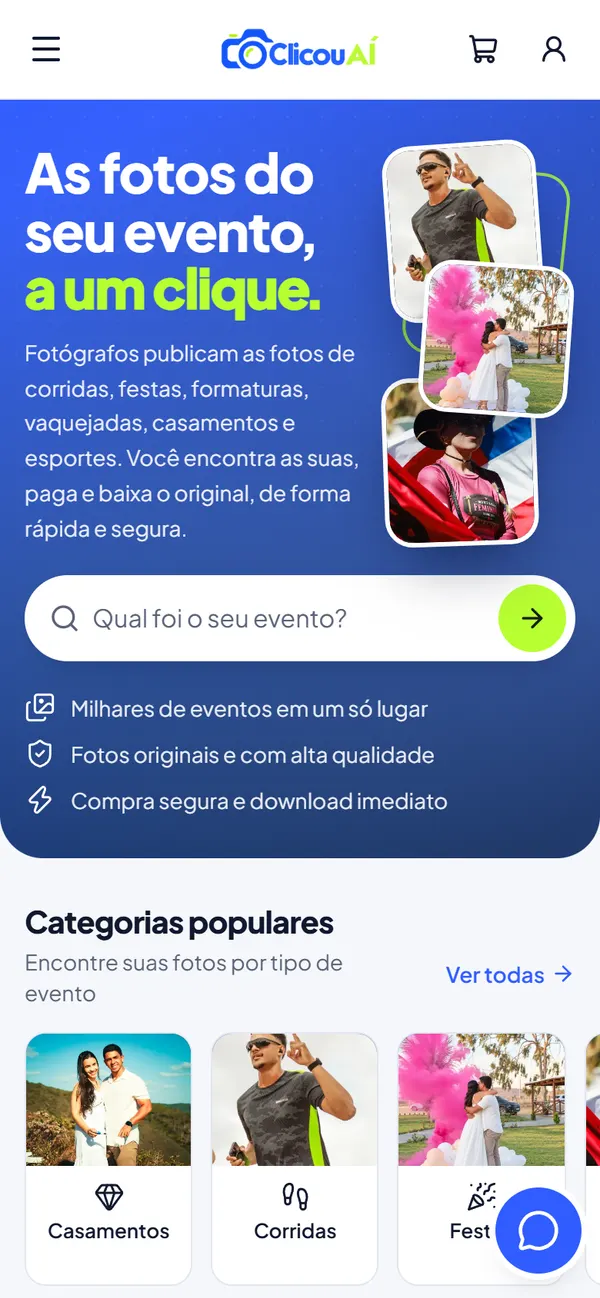 ClicouAÍ
As fotos do
seu evento,
a um clique.
Fotógrafos publicam as fotos de
corridas, festas, formaturas,
vaquejadas, casamentos e
esportes. Você encontra as suas,
paga e baixa o original, de forma
rápida e segura.
Qual foi o seu evento?
Milhares de eventos em um só lugar
Fotos originais e com alta qualidade
Compra segura e download imediato
Categorias populares
Encontre suas fotos por tipo de
evento
Ver todas
Casamentos
Corridas
Fest